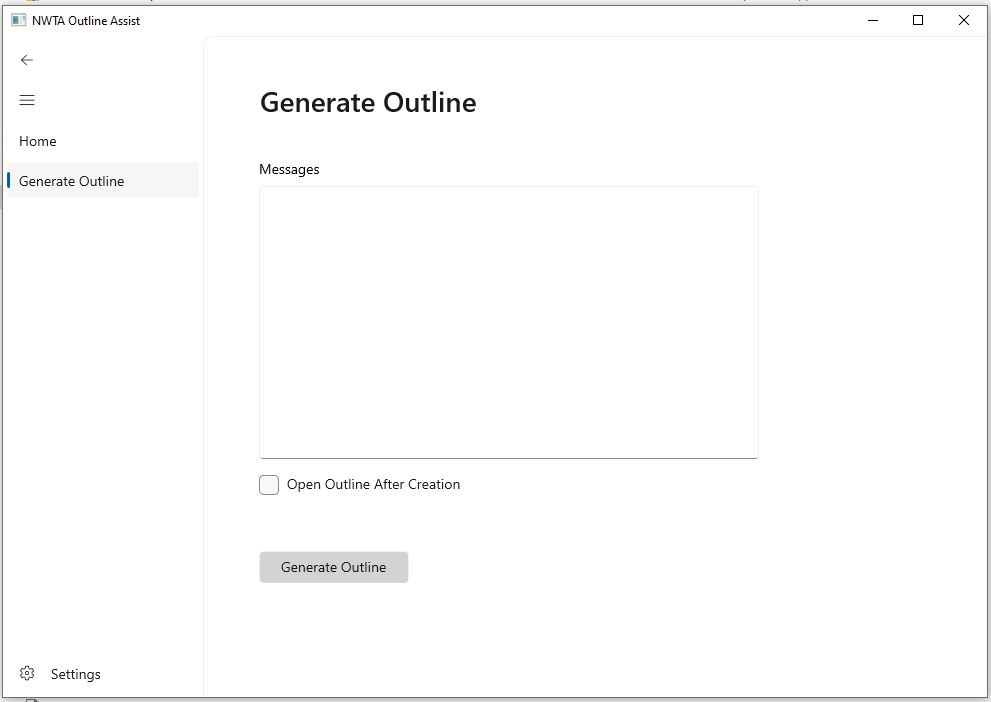 NWTA Outline Assist
Home
Generate Outline
Generate Outline
Messages
Open Outline After Creation
Generate Outline
Settings